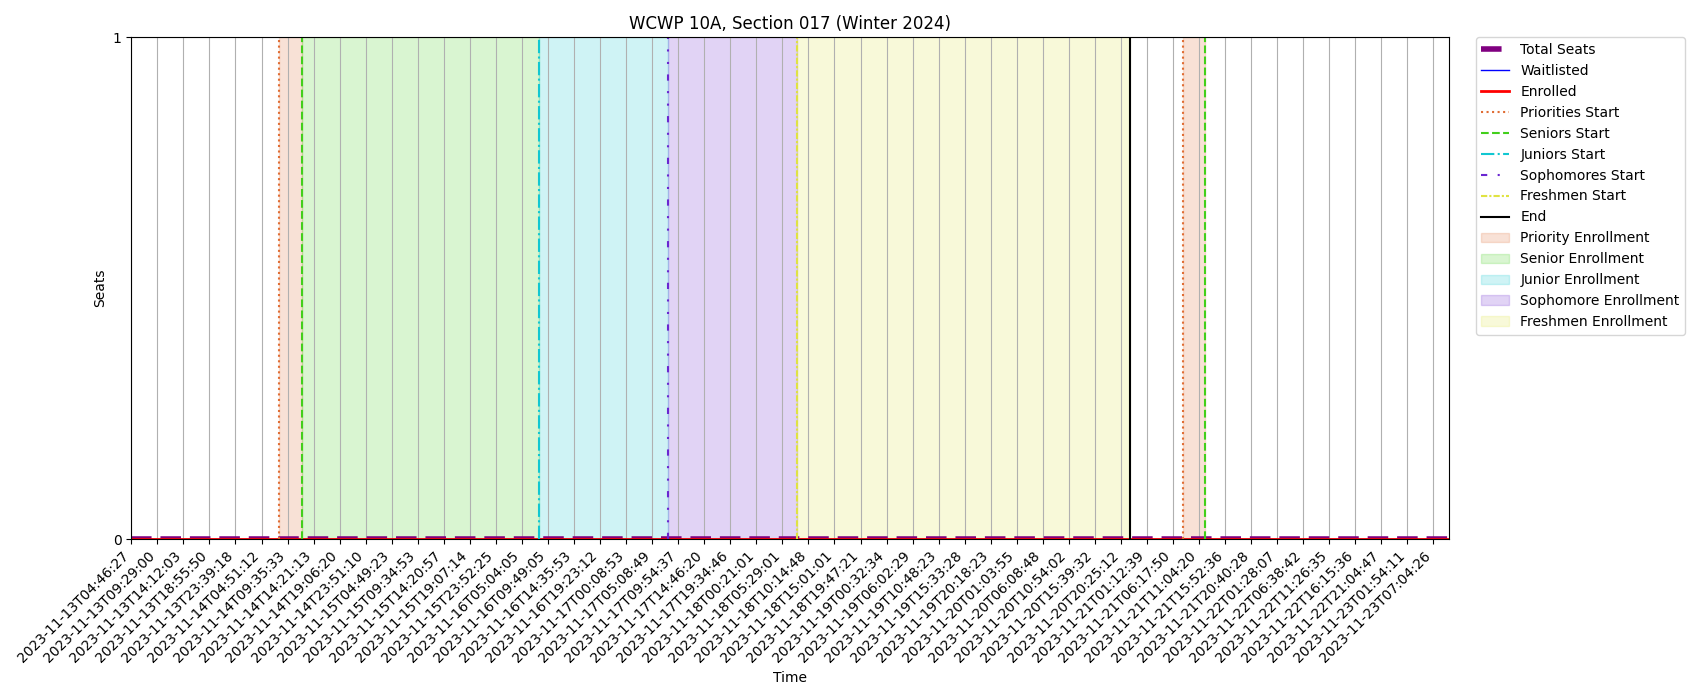 WCWP 10A, Section 017 (Winter 2024)
1
0
Seats
2023-11-13T04:46:27
2023-11-13T09:29:00
2023-11-13T14:12:03
2023-11-13T18:55:50
2023-11-13T23:39:18
2023-11-14T04:51:12
2023-11-14T09:35:33
2023-11-14T14:21:13
2023-11-14T19:06:20
2023-11-14T23:51:10
2023-11-15T04:49:23
2023-11-15T09:34:53
2023-11-15T14:20:57
2023-11-15T19:07:14
2023-11-15T23:52:25
2023-11-16T05:04:05
2023-11-16T09:49:05
2023-11-16T14:35:53
2023-11-16T19:23:12
2023-11-17T00:08:53
2023-11-17T05:08:49
2023-11-17T09:54:37
2023-11-17T14:46:20
2023-11-17T19:34:46
2023-11-18T00:21:01
2023-11-18T05:29:01
2023-11-18T10:14:48
2023-11-18T15:01:01
2023-11-18T19:47:21
2023-11-19T00:32:34
2023-11-19T06:02:29
2023-11-19T10:48:23
2023-11-19T15:33:28
2023-11-19T20:18:23
2023-11-20T01:03:55
2023-11-20T06:08:48
2023-11-20T10:54:02
2023-11-20T15:39:32
2023-11-20T20:25:12
2023-11-21T01:12:39
2023-11-21T06:17:50
2023-11-21T11:04:20
2023-11-21T15:52:36
2023-11-21T20:40:28
2023-11-22T01:28:07
2023-11-22T06:38:42
2023-11-22T11:26:35
2023-11-22T16:15:36
2023-11-22T21:04:47
2023-11-23T01:54:11
2023-11-23T07:04:26
Time
Total Seats
Waitlisted
Enrolled
Priorities Start
Seniors Start
Juniors Start
Sophomores Start
Freshmen Start
End
Priority Enrollment
Senior Enrollment
Junior Enrollment
Sophomore Enrollment
Freshmen Enrollment